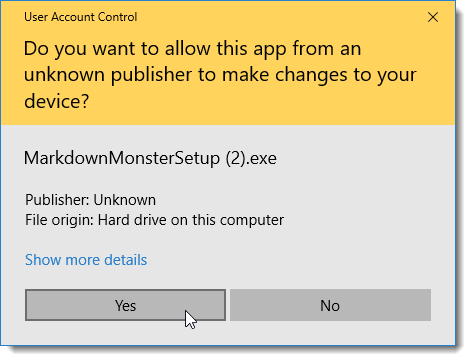 User Account Control
Do you want to allow this app from an
unknown publisher to make changes to your
device?
MarkdownMonsterSetup (2).exe
Publisher: Unknown
File origin: Hard drive on this computer
Show more details
Yes
No